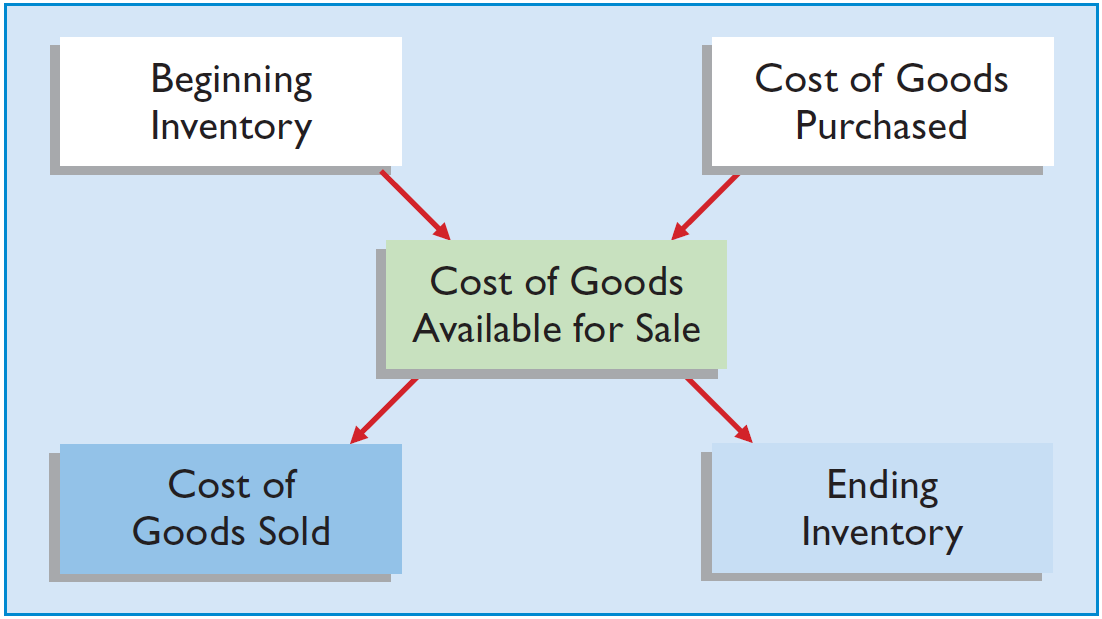 Beginning
Inventory
Cost of Goods
Purchased
Cost of Goods
Available for Sale
Cost of
Goods Sold
Ending
Inventory